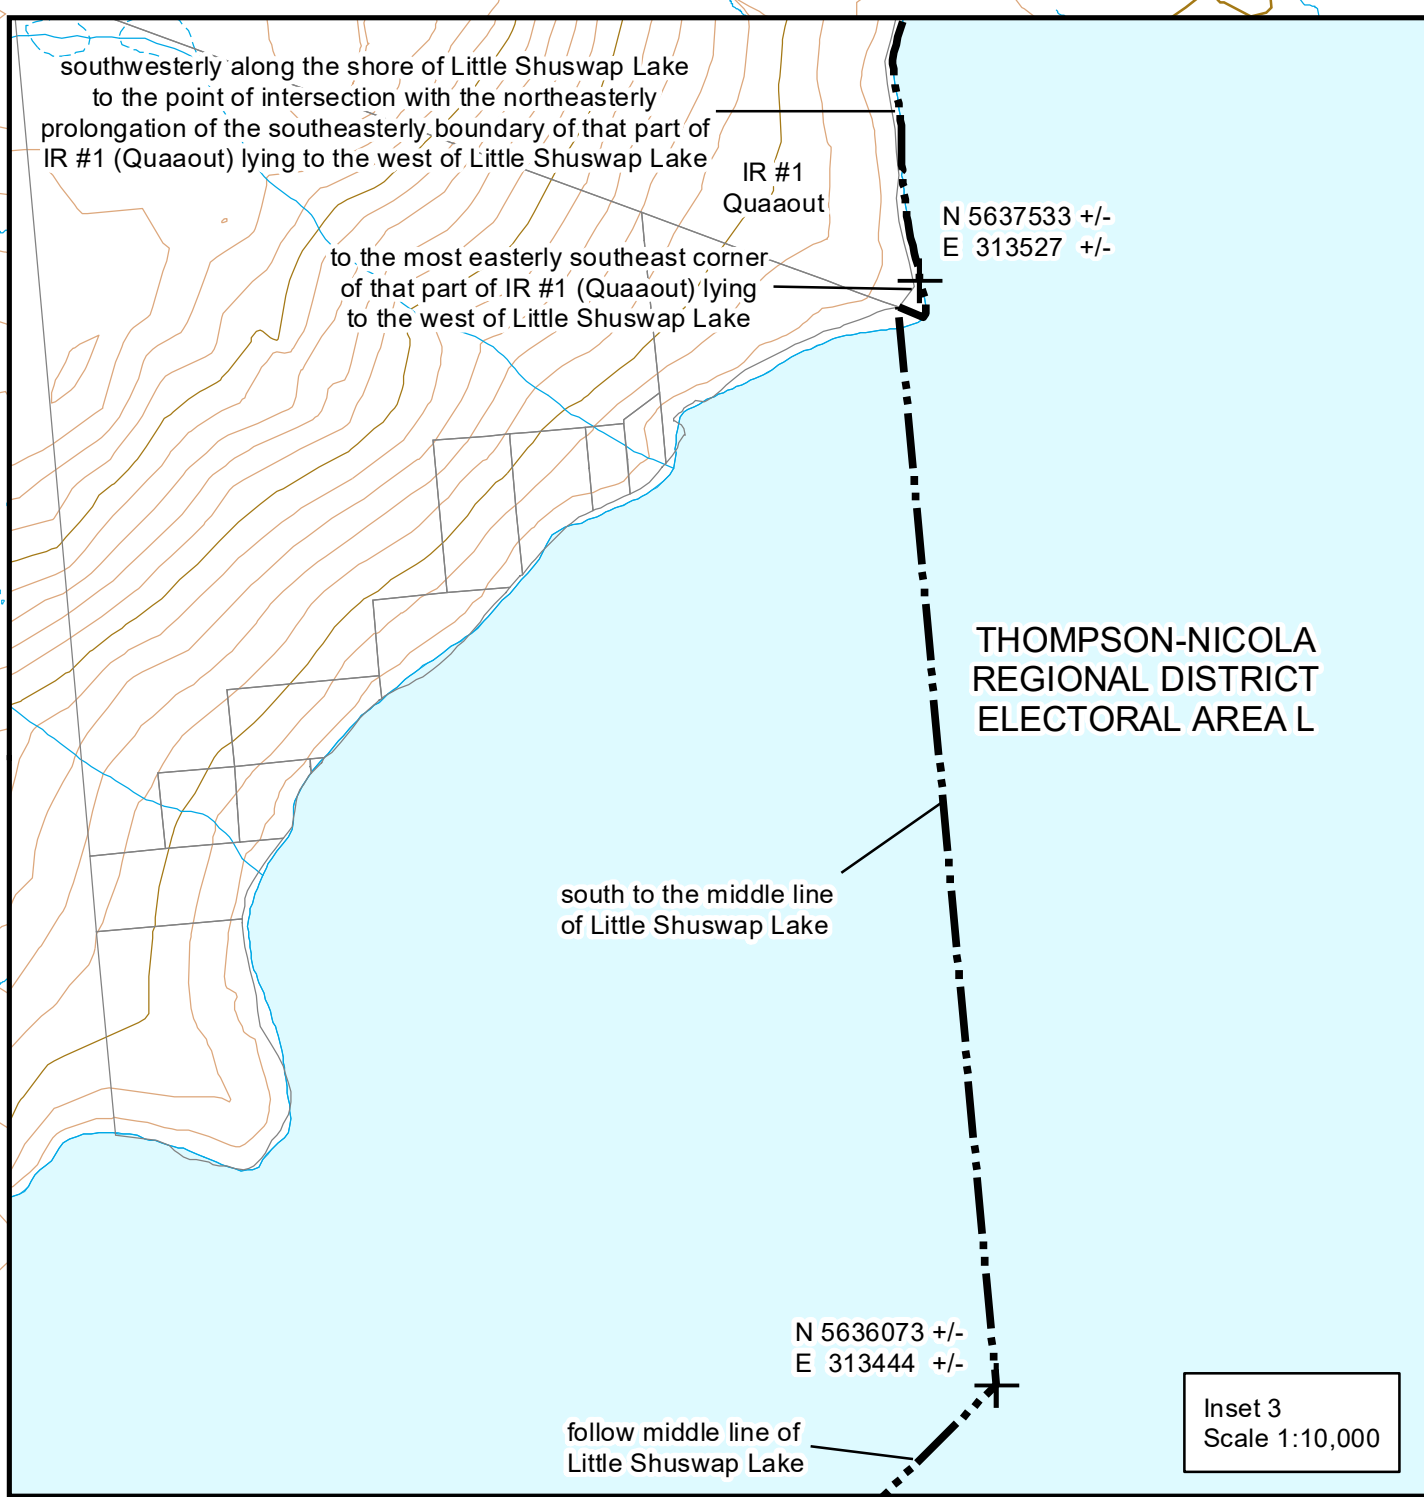 southwesterly along the shore of Little Shuswap Lake
to the point of intersection with the northeasterly
prolongation of the southeasterly boundary of that part of
IR #1 (Quaaout) lying to the west of Little Shuswap Lake
IR #1
Quaaout
N 5637533 +/-
E 313527 +/-
to the most easterly southeast corner
of that part of IR #1 (Quaaout) lying
to the west of Little Shuswap Lake
THOMPSON-NICOLA
REGIONAL DISTRICT
ELECTORAL AREA L
south to the middle line
of Little Shuswap Lake
N 5636073 +/-
E 313444 +/-
follow middle line of
Little Shuswap Lake
Inset 3
Scale 1:10,000